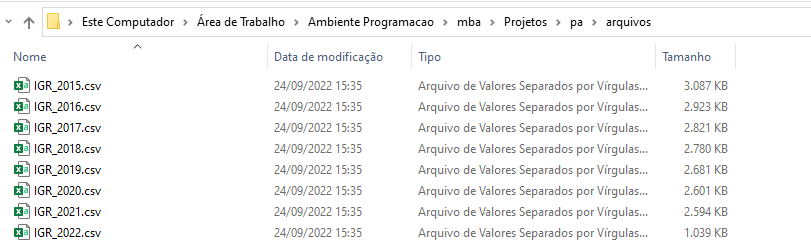 Este Computador > Área de Trabalho > Ambiente Programacao > mba > Projetos > pa > arquivos
Nome Data de modificação Tipo Tamanho
IGR_2015.csv 24/09/2022 15:35 Arquivo de Valores Separados por Vírgulas... 3.087 KB
IGR_2016.csv 24/09/2022 15:35 Arquivo de Valores Separados por Vírgulas... 2.923 KB
IGR_2017.csv 24/09/2022 15:35 Arquivo de Valores Separados por Vírgulas... 2.821 KB
IGR_2018.csv 24/09/2022 15:35 Arquivo de Valores Separados por Vírgulas... 2.780 KB
IGR_2019.csv 24/09/2022 15:35 Arquivo de Valores Separados por Vírgulas... 2.681 KB
IGR_2020.csv 24/09/2022 15:35 Arquivo de Valores Separados por Vírgulas... 2.601 KB
IGR_2021.csv 24/09/2022 15:35 Arquivo de Valores Separados por Vírgulas... 2.594 KB
IGR_2022.csv 24/09/2022 15:35 Arquivo de Valores Separados por Vírgulas... 1.039 KB